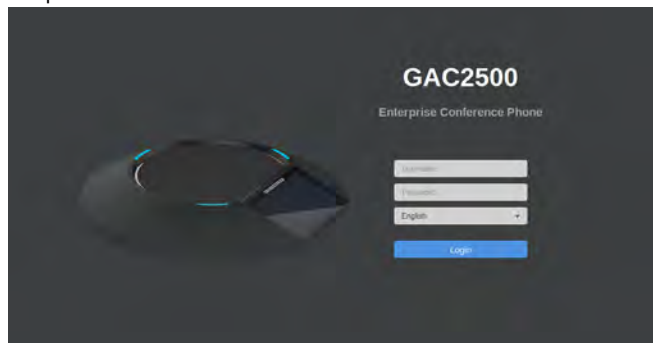 GAC2500
Enterprise Conference Phone
Username
Password
English
Login